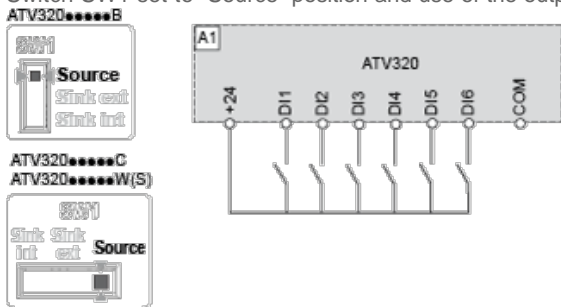 Switch SW1 set to "Source" position and use of the outp
ATV320●●●●●B
SW1
Source
Sink ext
Sink int
ATV320●●●●●C
ATV320●●●●●W(S)
SW1
Sink int
Sink ext
Source
A1
ATV320
+24
DI1
DI2
DI3
DI4
DI5
DI6
COM